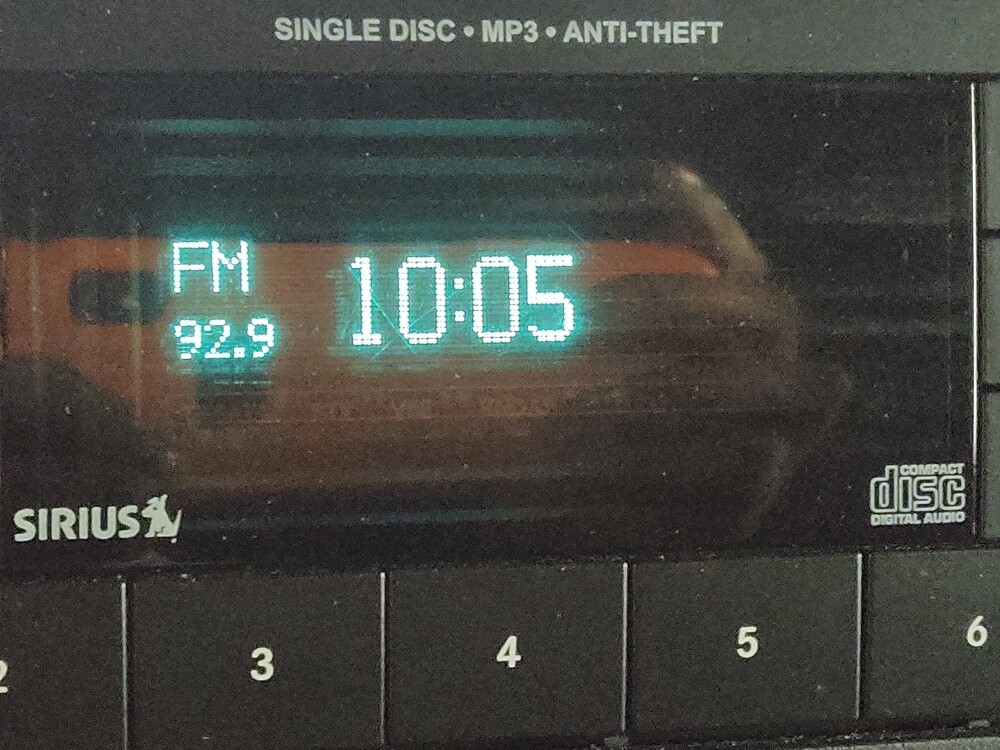 SINGLE DISC • MP3 • ANTI-THEFT
FM
10:05
92.9
SIRIUS
COMPACT
disc
DIGITAL AUDIO
2
3
4
5
6